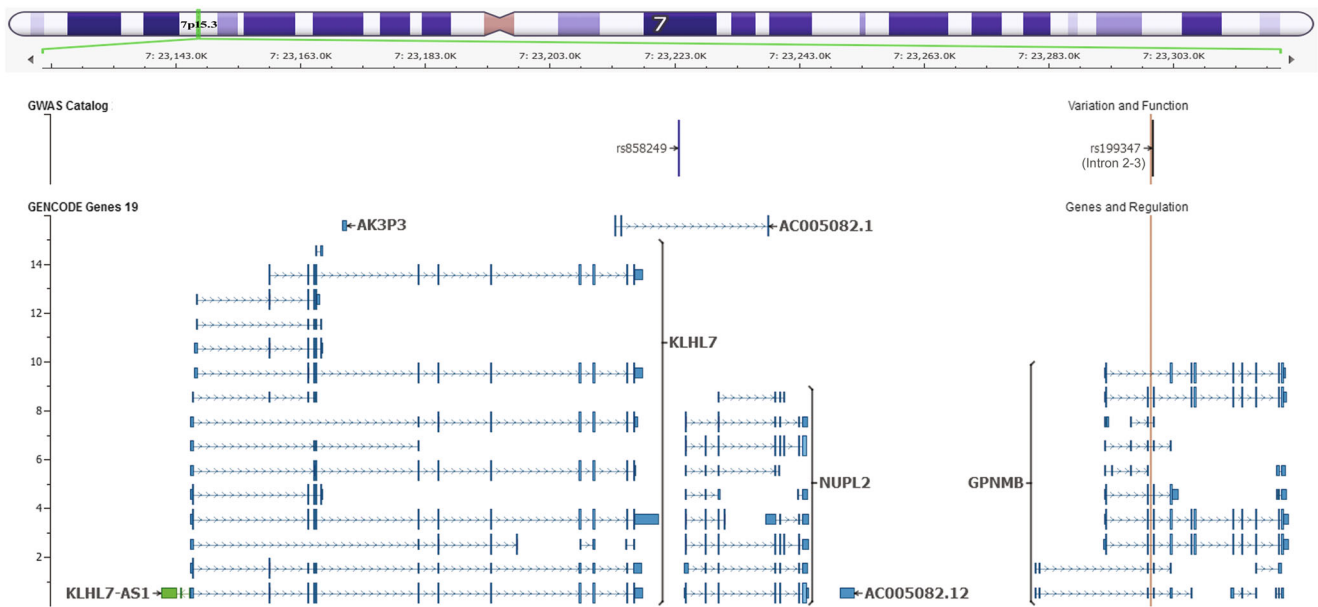 7p15.3
7
7: 23,143.0K 7: 23,163.0K 7: 23,183.0K 7: 23,203.0K 7: 23,223.0K 7: 23,243.0K 7: 23,263.0K 7: 23,283.0K 7: 23,303.0K
GWAS Catalog
Variation and Function
rs858249
rs199347
(Intron 2-3)
GENCODE Genes 19
Genes and Regulation
AK3P3
AC005082.1
14
12
KLHL7
10
8
6
NUPL2
GPNMB
4
2
KLHL7-AS1
AC005082.12